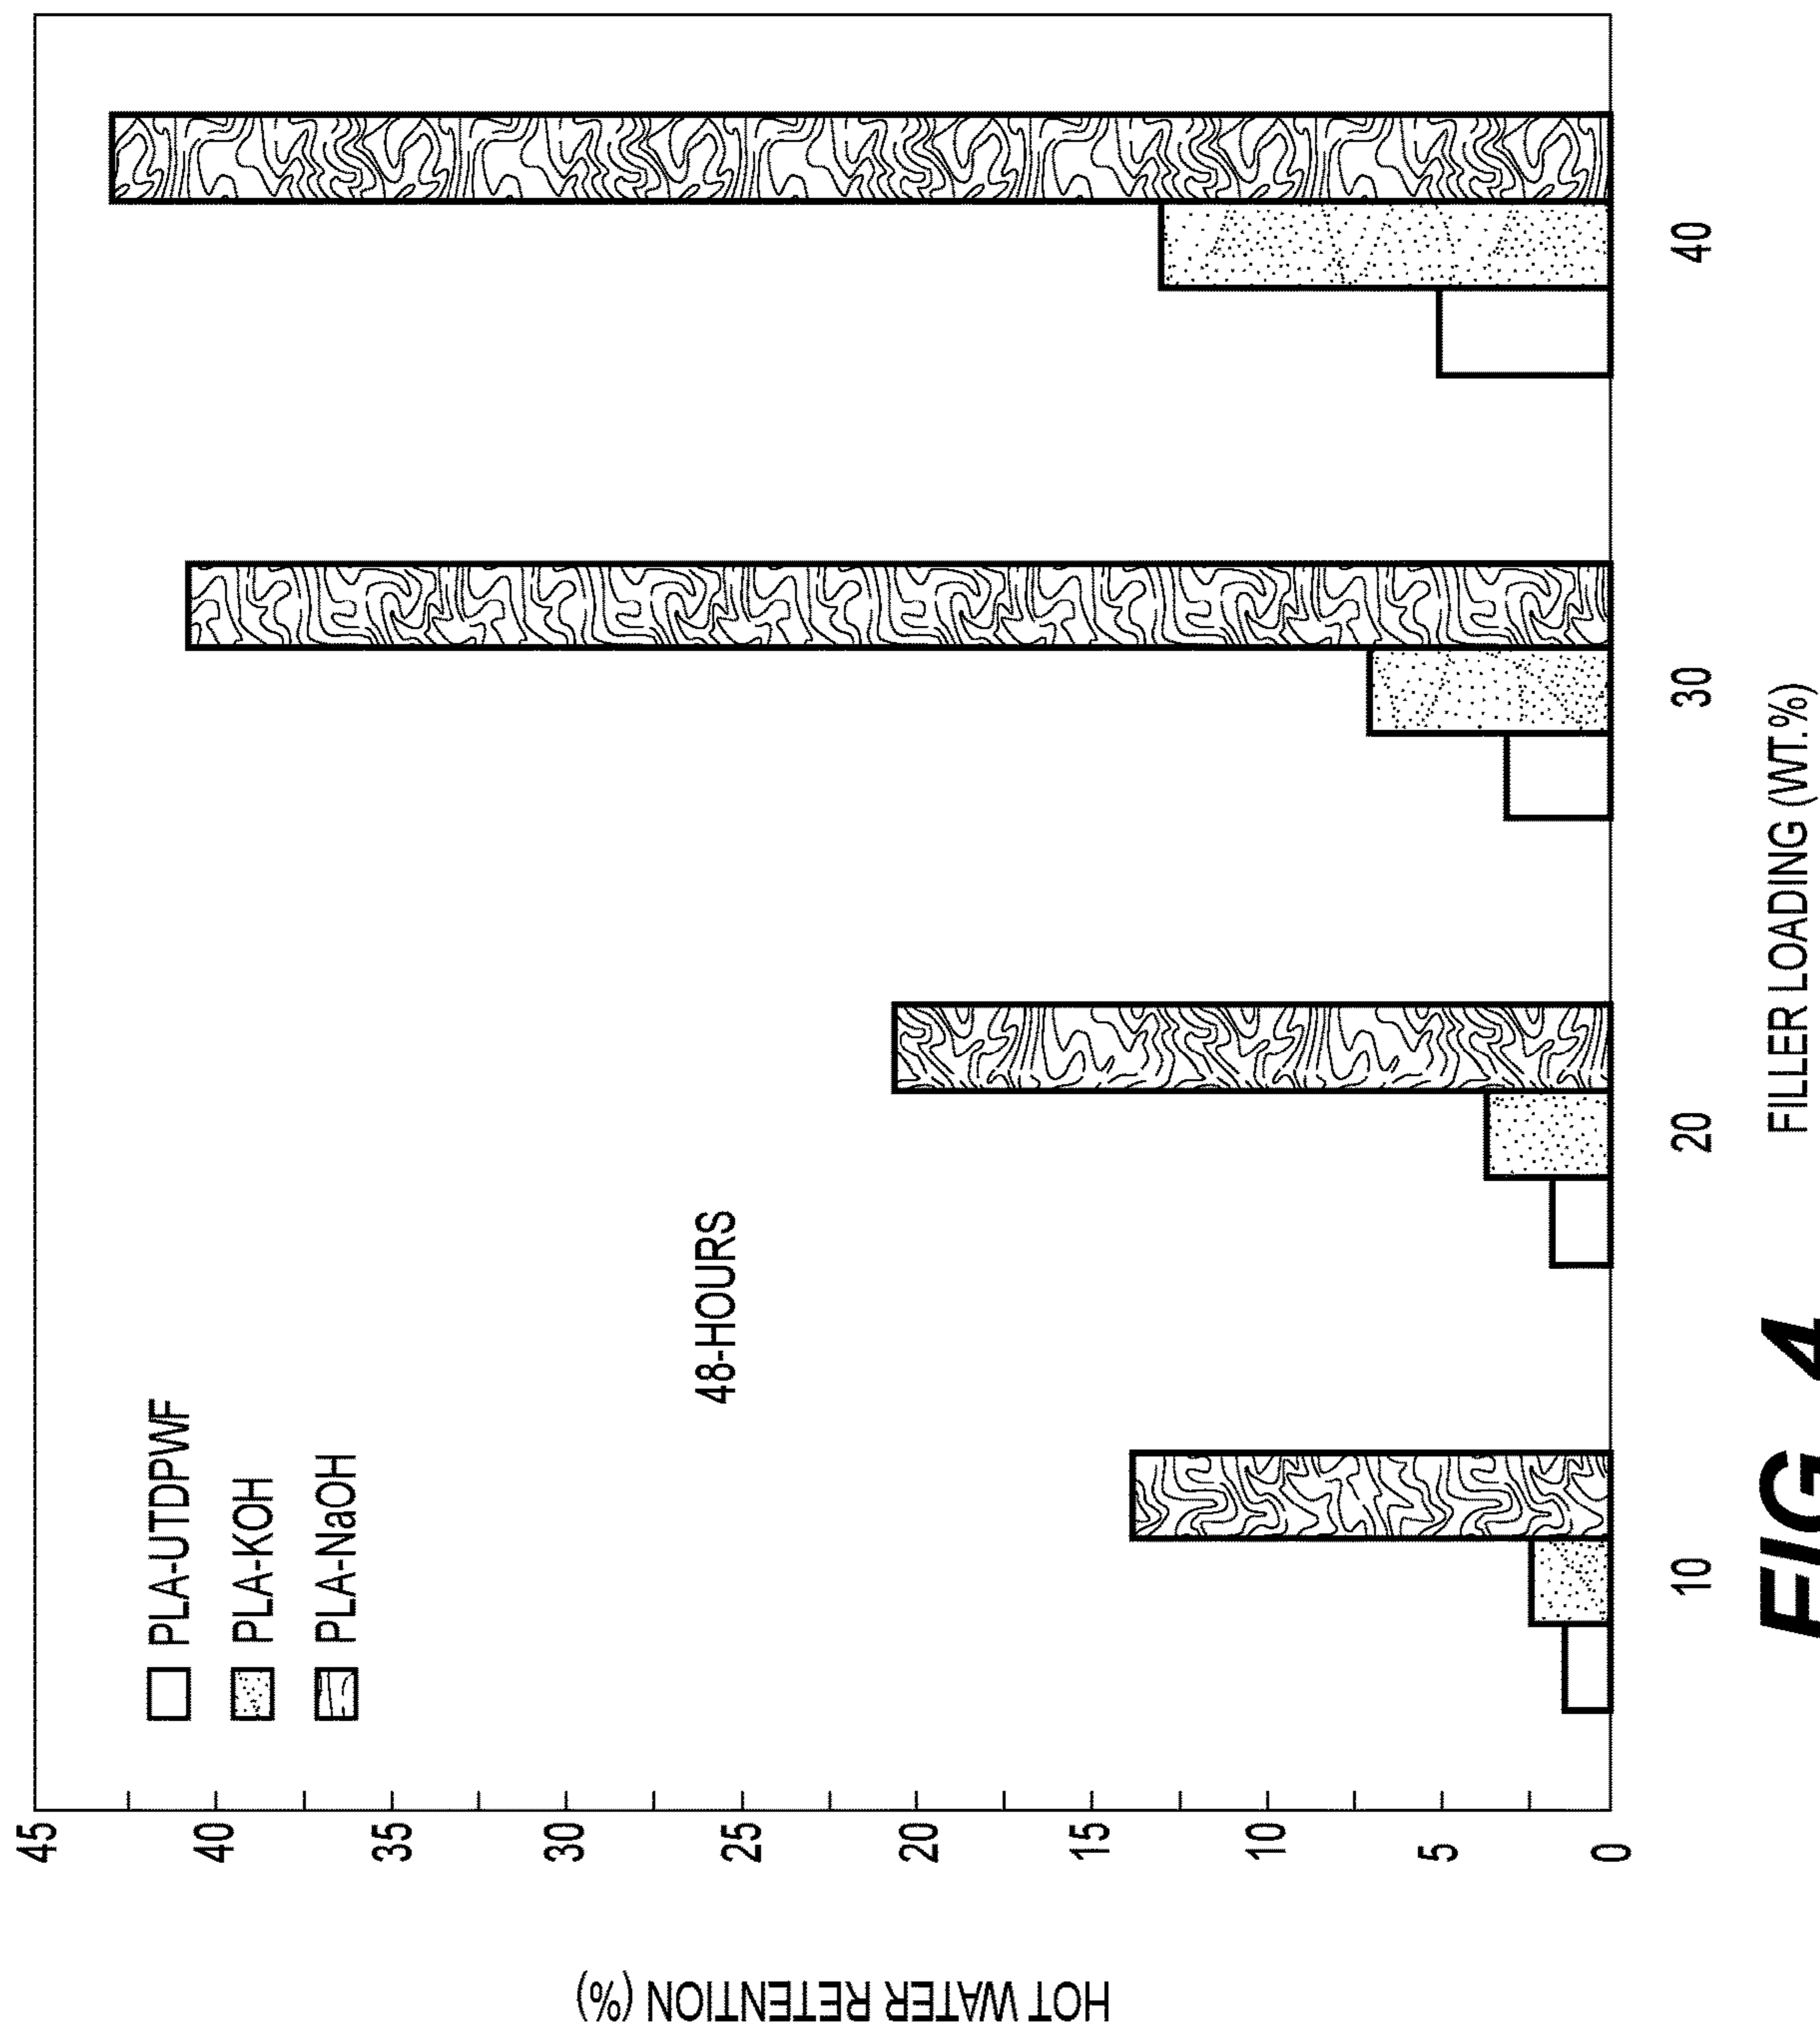 HOT WATER RETENTION (%)
45
40
35
30
25
20
15
10
5
0
PLA-UTDPWF
PLA-KOH
PLA-NaOH
48-HOURS
10
20
30
40
FILLER LOADING (WT.%)
FIG. 4